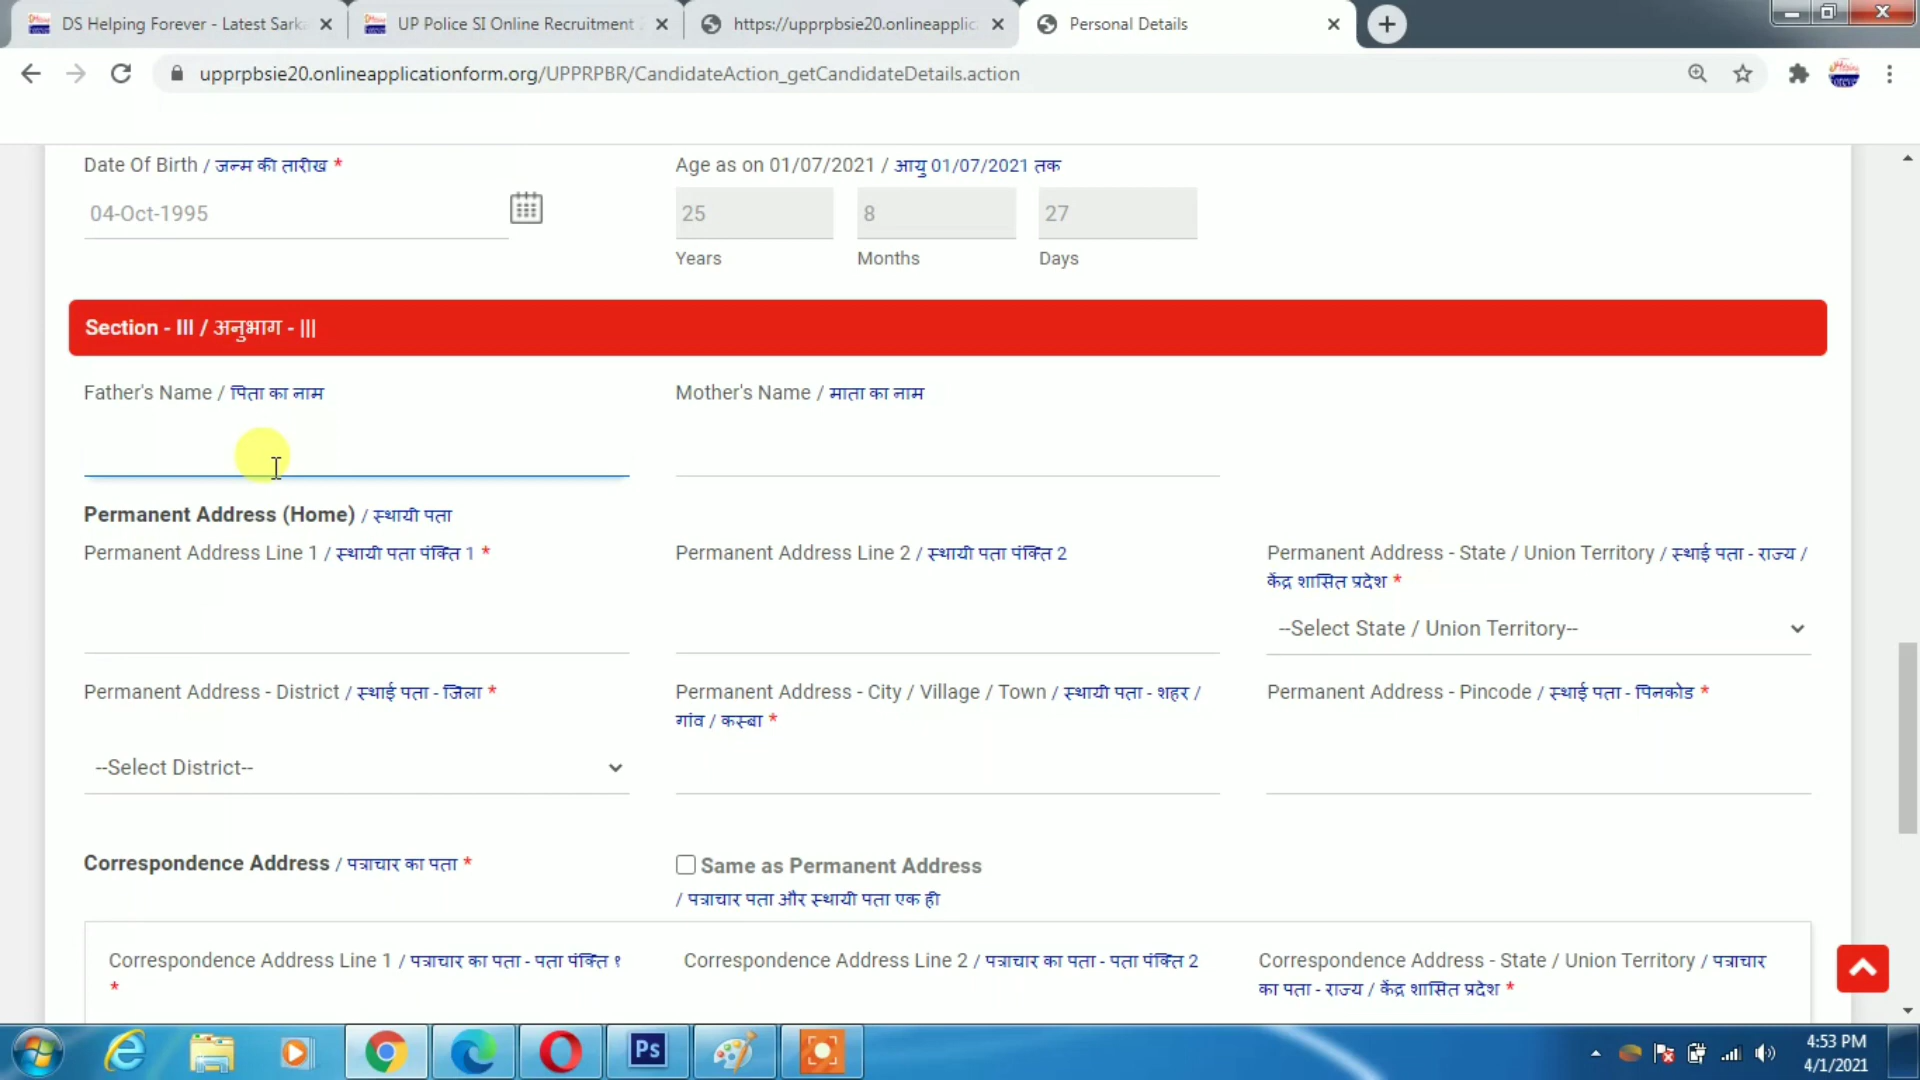 DS Helping Forever - Latest Sarka
UP Police SI Online Recruitment 2
https://upprpbsie20.onlineapplic
Personal Details
upprpbsie20.onlineapplicationform.org/UPPRPBR/CandidateAction_getCandidateDetails.action
Date Of Birth / जन्म की तारीख *
Age as on 01/07/2021 / आयु 01/07/2021 तक
04-Oct-1995
25
8
27
Years
Months
Days
Section - III / अनुभाग - |||
Father's Name / पिता का नाम
Mother's Name / माता का नाम
Permanent Address (Home) / स्थायी पता
Permanent Address Line 1 / स्थायी पता पंक्ति 1 *
Permanent Address Line 2 / स्थायी पता पंक्ति 2
Permanent Address - State / Union Territory / स्थाई पता - राज्य /
केंद्र शासित प्रदेश *
--Select State / Union Territory--
Permanent Address - District / स्थाई पता - जिला *
Permanent Address - City / Village / Town / स्थायी पता - शहर /
गांव / कस्बा *
Permanent Address - Pincode / स्थाई पता - पिनकोड *
--Select District--
Correspondence Address / पत्राचार का पता *
Same as Permanent Address
/ पत्राचार पता और स्थायी पता एक ही
Correspondence Address Line 1 / पत्राचार का पता - पता पंक्ति १
*
Correspondence Address Line 2 / पत्राचार का पता - पता पंक्ति 2
Correspondence Address - State / Union Territory / पत्राचार
का पता - राज्य / केंद्र शासित प्रदेश *
Ps
4:53 PM
4/1/2021